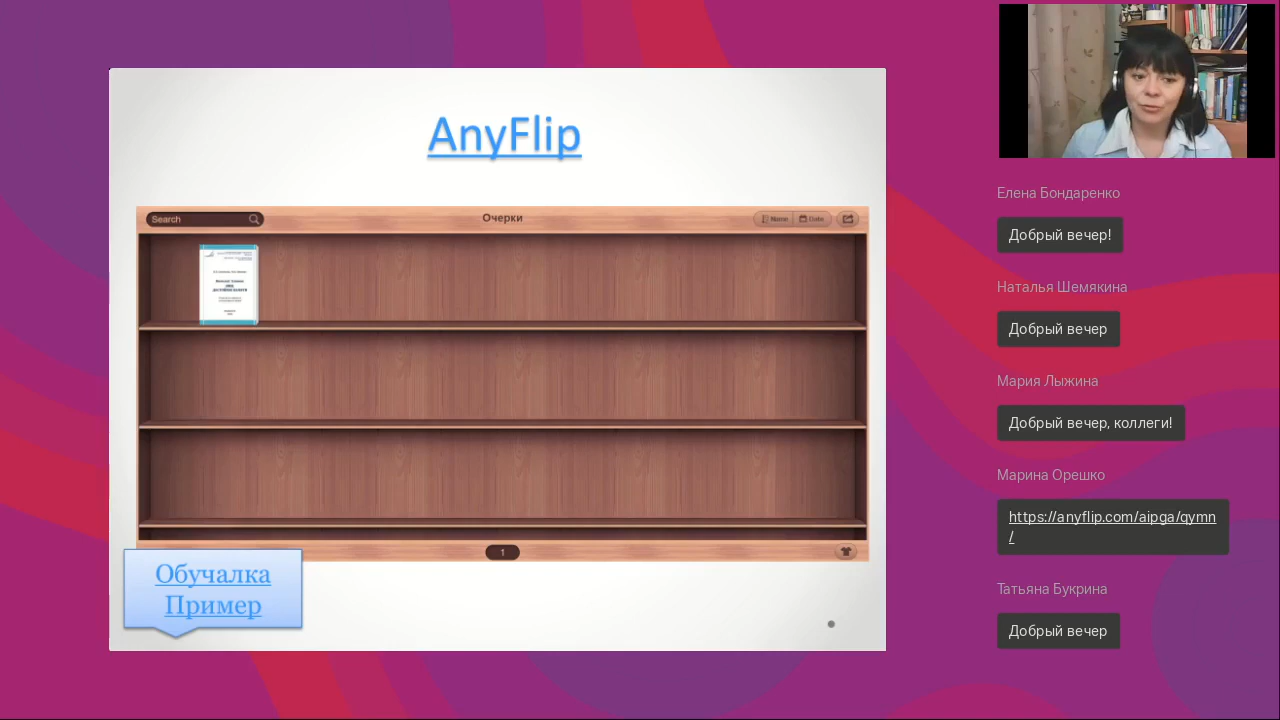 AnyFlip
Search
Очерки
Name
Date
1
Обучалка
Пример
Елена Бондаренко
Добрый вечер!
Наталья Шемякина
Добрый вечер
Мария Лыжина
Добрый вечер, коллеги!
Марина Орешко
https://anyflip.com/aipga/qymn
/
Татьяна Букрина
Добрый вечер